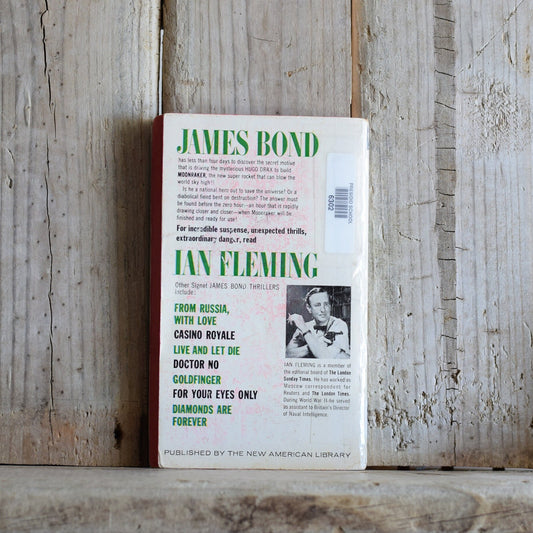 JAMES BOND
has less than four days to discover the secret motive
that is driving the mysterious HUGO DRAX to build
MOONRAKER, the new super rocket that can blow the
world sky high!!
Is he a national hero out to save the universe? Or a
diabolical fiend bent on destruction? The answer must
be found before the zero hour—an hour that is rapidly
drawing closer and closer—when Moonraker will be
finished and ready for use!
For incredible suspense, unexpected thrills,
extraordinary danger, read
IAN FLEMING
Other Signet JAMES BOND THRILLERS
include:
FROM RUSSIA,
WITH LOVE
CASINO ROYALE
LIVE AND LET DIE
DOCTOR NO
GOLDFINGER
FOR YOUR EYES ONLY
DIAMONDS ARE
FOREVER
IAN FLEMING is a member of
the editorial board of The London
Sunday Times. He has worked as
Moscow correspondent for
Reuters and The London Times.
During World War II he served
as assistant to Britain's Director
of Naval Intelligence.
PUBLISHED BY THE NEW AMERICAN LIBRARY
PRESIDIO SCHOOL
6302